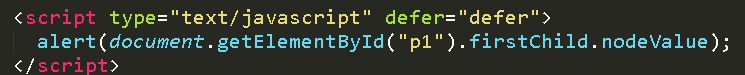 <script type="text/javascript" defer="defer">
alert(document.getElementById("p1").firstChild.nodeValue);
</script>